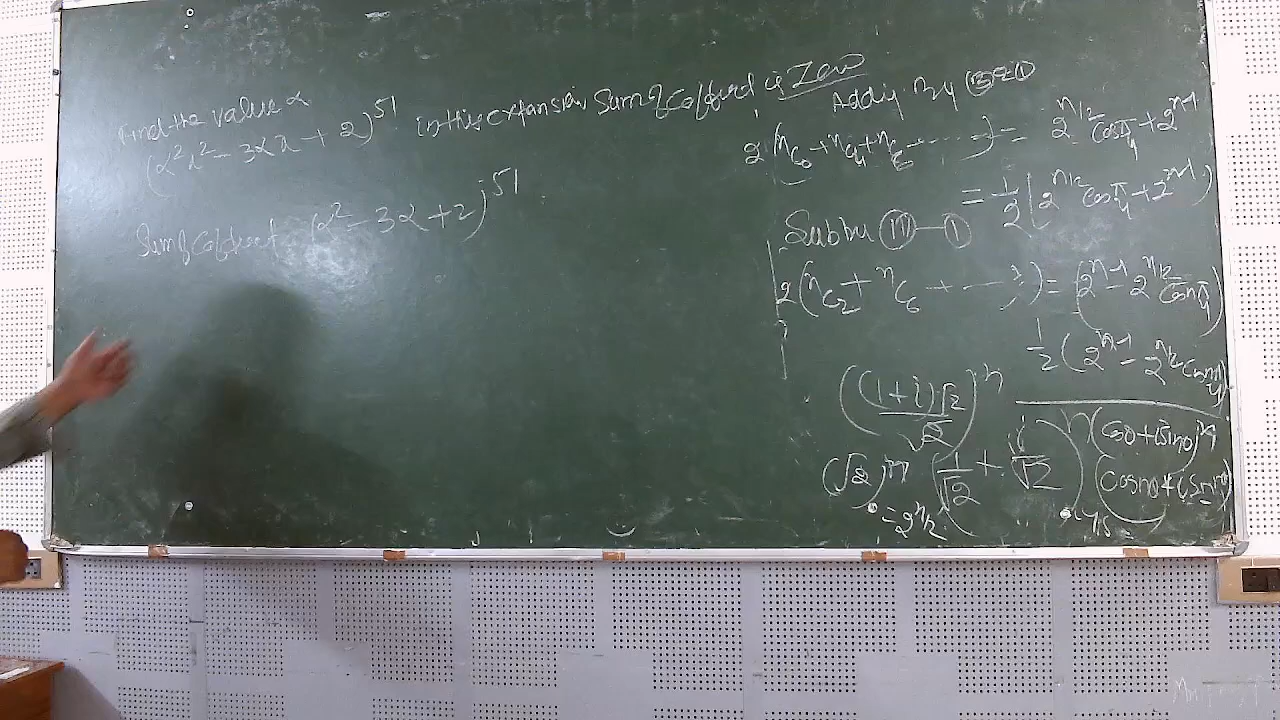 Find the value α
(α²x² - 3αx + 2)^51 in this expansion Sum of Coefficient is Zero
Sum of Coefficient (α² - 3α + 2)^51
Adding
2(nC0 + nC4 + nC8 ......) = 2^{n/2} cos nπ/4 + 2^{n-1}
= 1/2 (2^{n/2} cos nπ/4 + 2^{n-1})
(III) - (I)
2(nC2 + nC6 + ---) = (2^{n-1} - 2^{n/2} cos nπ/4)
1/2 (2^{n-1} - 2^{n/2} cos nπ/4
((1+i)√2/√2)^n
(√2)^n (1/√2 + i/√2)^n (cosθ + i sinθ)^n
= 2^{n/2} (cos nθ + i sin nθ)